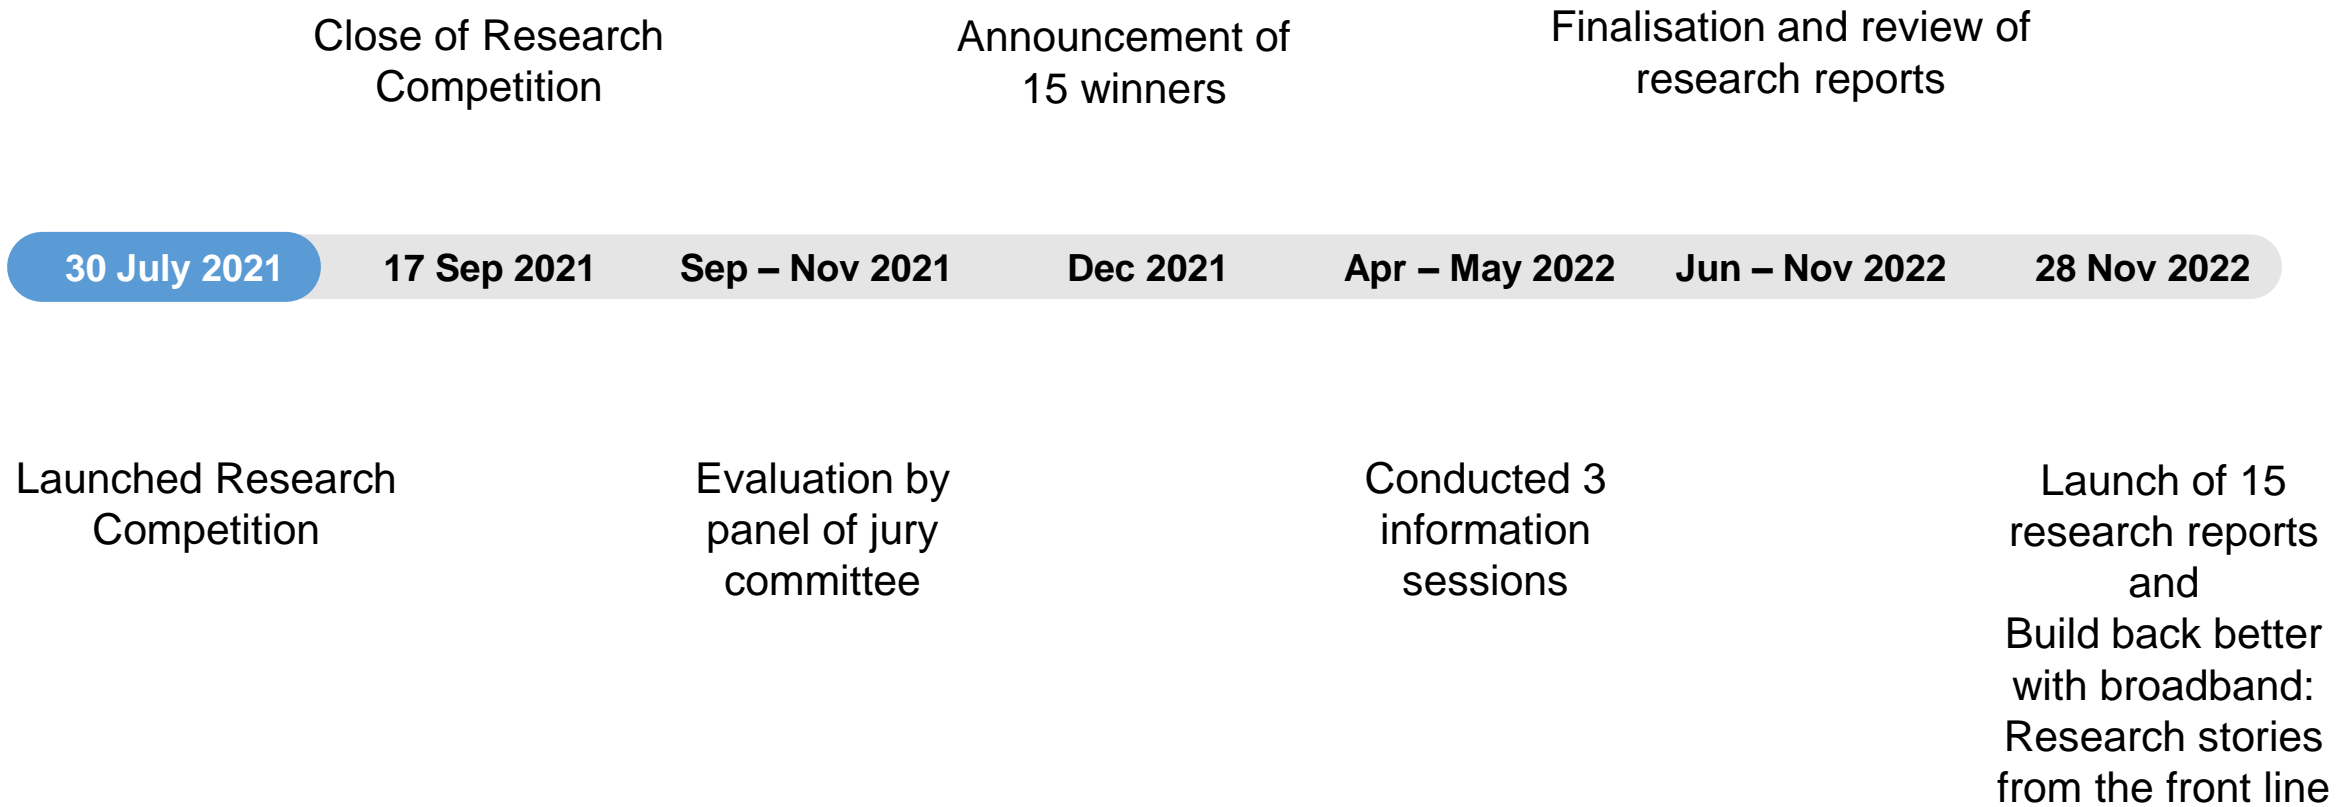 Close of Research
Competition
Announcement of
15 winners
Finalisation and review of
research reports
30 July 2021
17 Sep 2021
Sep – Nov 2021
Dec 2021
Apr – May 2022
Jun – Nov 2022
28 Nov 2022
Launched Research
Competition
Evaluation by
panel of jury
committee
Conducted 3
information
sessions
Launch of 15
research reports
and
Build back better
with broadband:
Research stories
from the front line